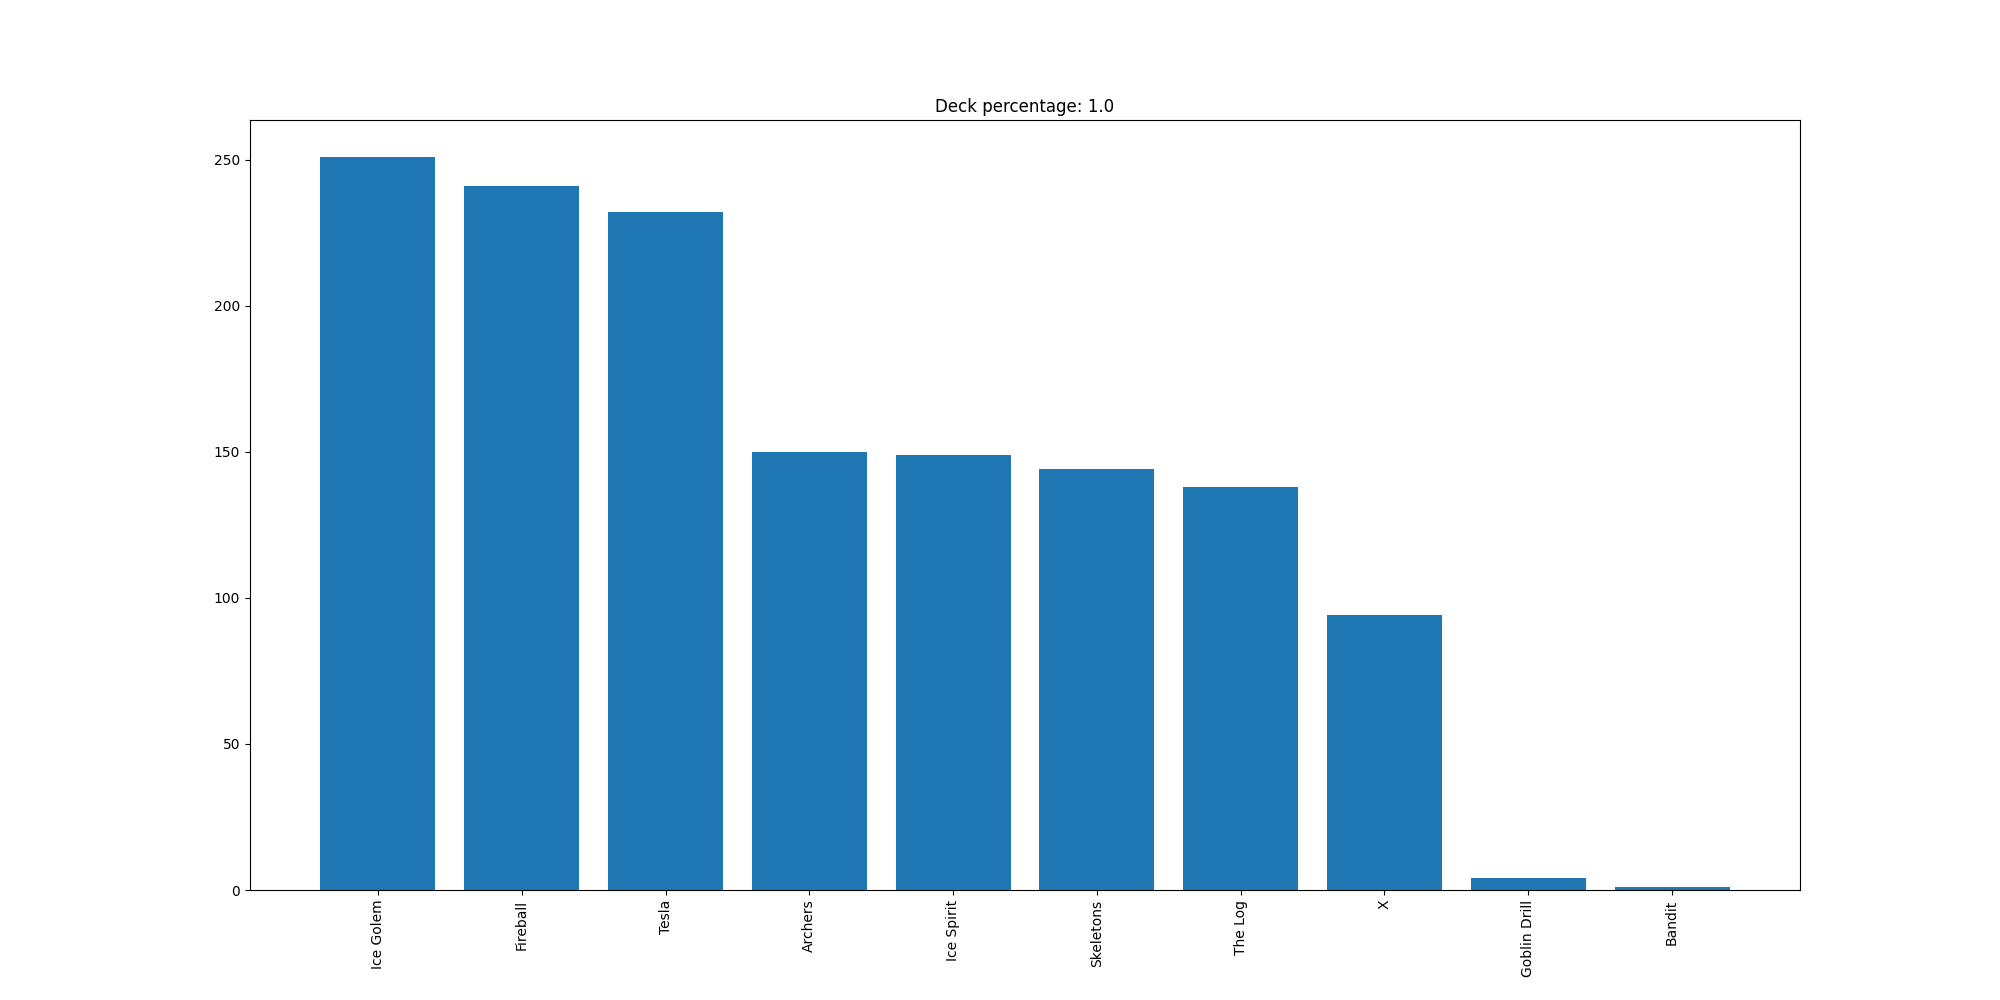 Deck percentage: 1.0
250
200
150
100
50
0
Ice Golem
Fireball
Tesla
Archers
Ice Spirit
Skeletons
The Log
X
Goblin Drill
Bandit